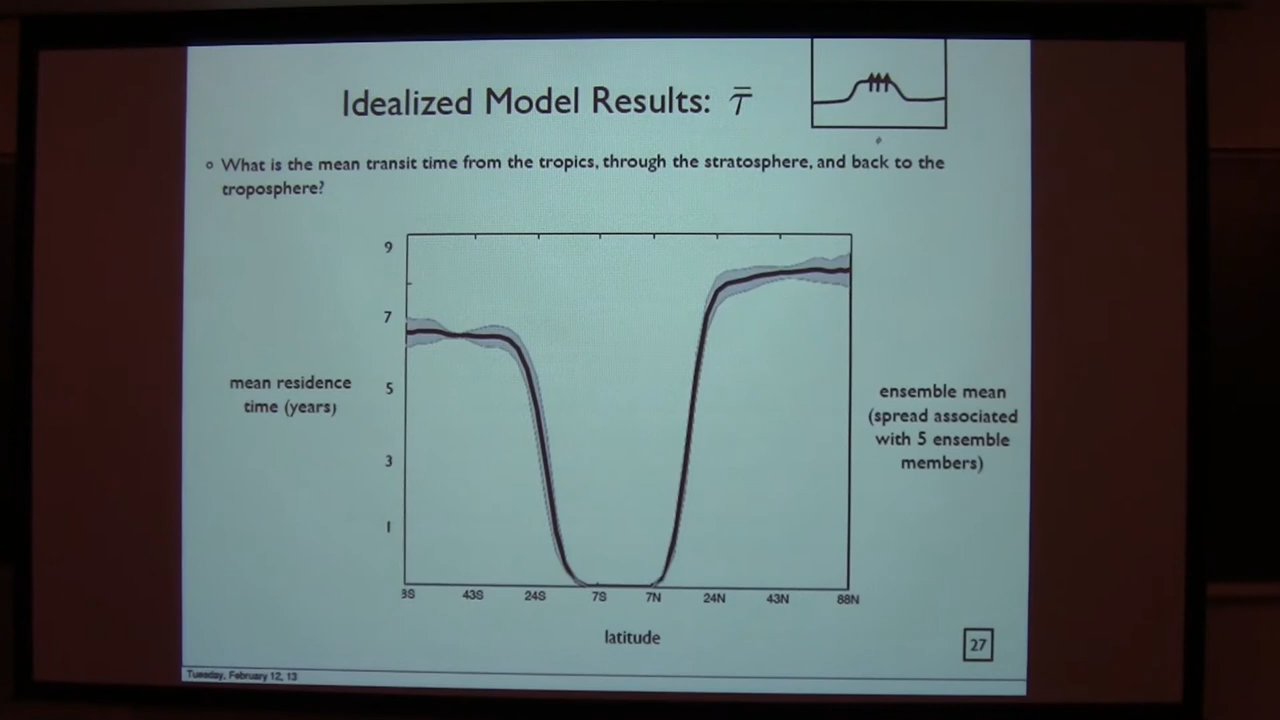 Idealized Model Results: τ̄
What is the mean transit time from the tropics, through the stratosphere, and back to the
troposphere?
9
7
5
3
1
mean residence
time (years)
ensemble mean
(spread associated
with 5 ensemble
members)
43S 24S 7S 7N 24N 43N 88N
latitude
27
Tuesday, February 12, 13